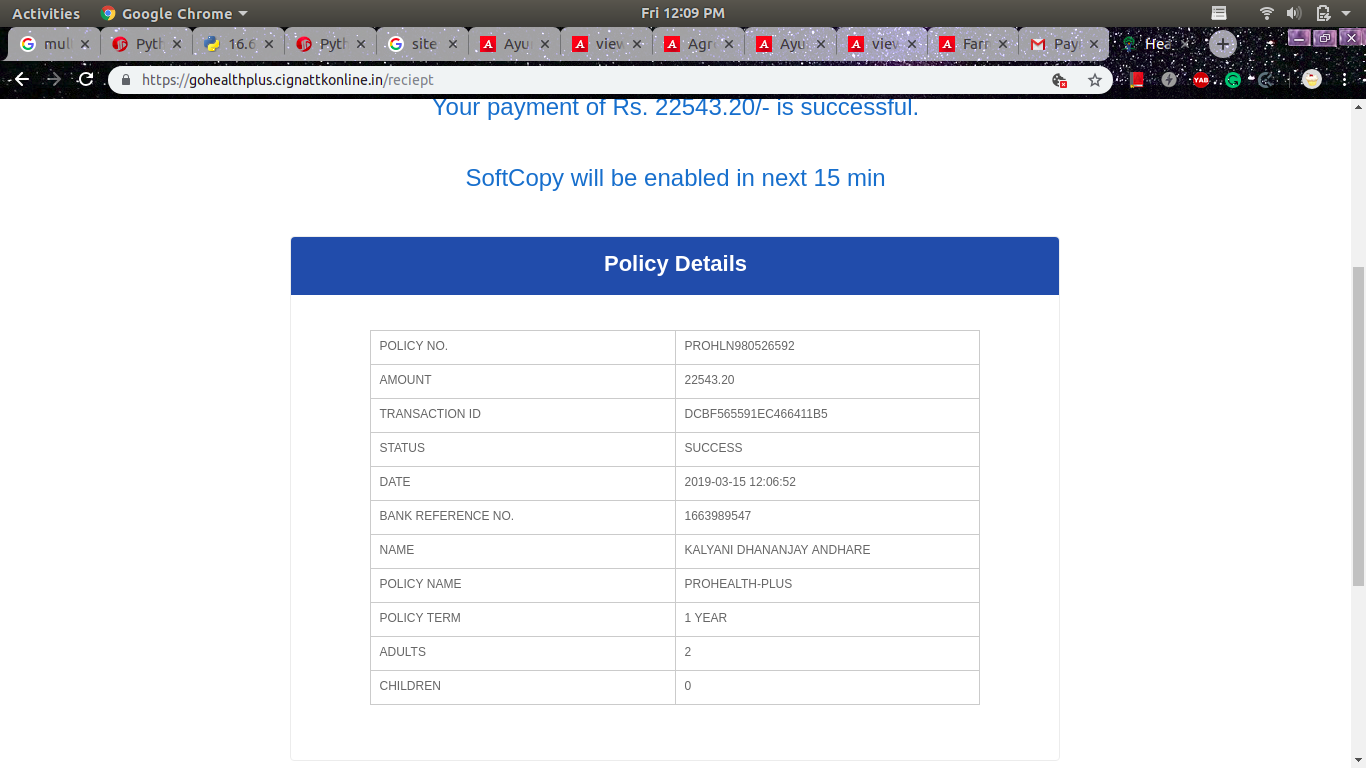 Activities Google Chrome Fri 12:09 PM
mul Pyth 16.6 Pyth site Ayu view Agre Ayu view Farm Pay Hea
https://gohealthplus.cignattkonline.in/reciept
YAB
Your payment of Rs. 22543.20/- is successful.
SoftCopy will be enabled in next 15 min
Policy Details
POLICY NO. PROHLN980526592
AMOUNT 22543.20
TRANSACTION ID DCBF565591EC466411B5
STATUS SUCCESS
DATE 2019-03-15 12:06:52
BANK REFERENCE NO. 1663989547
NAME KALYANI DHANANJAY ANDHARE
POLICY NAME PROHEALTH-PLUS
POLICY TERM 1 YEAR
ADULTS 2
CHILDREN 0